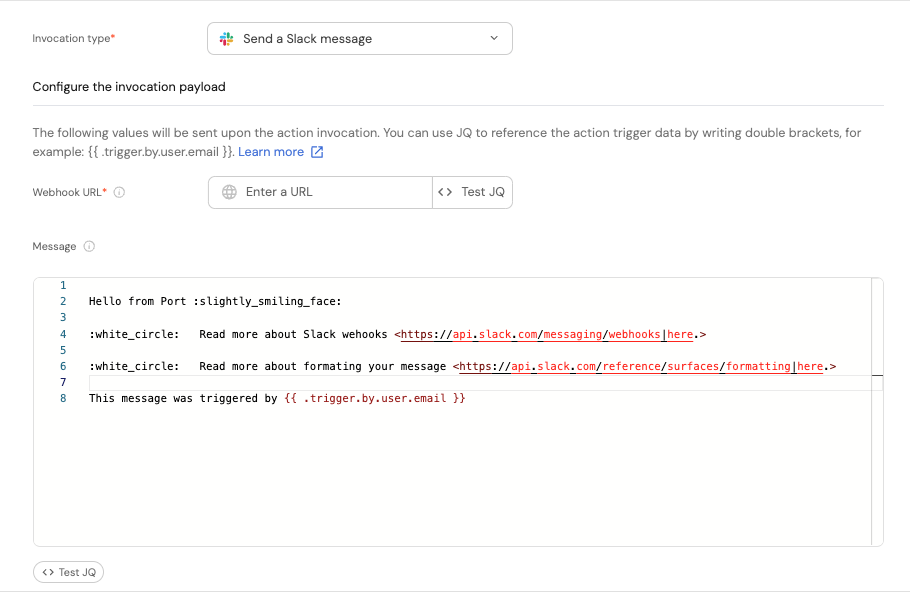 Invocation type*
Send a Slack message
Configure the invocation payload
The following values will be sent upon the action invocation. You can use JQ to reference the action trigger data by writing double brackets, for
example: {{ .trigger.by.user.email }}. Learn more
Webhook URL*
Enter a URL
<> Test JQ
Message
1
2 Hello from Port :slightly_smiling_face:
3
4 :white_circle:   Read more about Slack wehooks <https://api.slack.com/messaging/webhooks|here.>
5
6 :white_circle:   Read more about formating your message <https://api.slack.com/reference/surfaces/formatting|here.>
7
8 This message was triggered by {{ .trigger.by.user.email }}
<> Test JQ